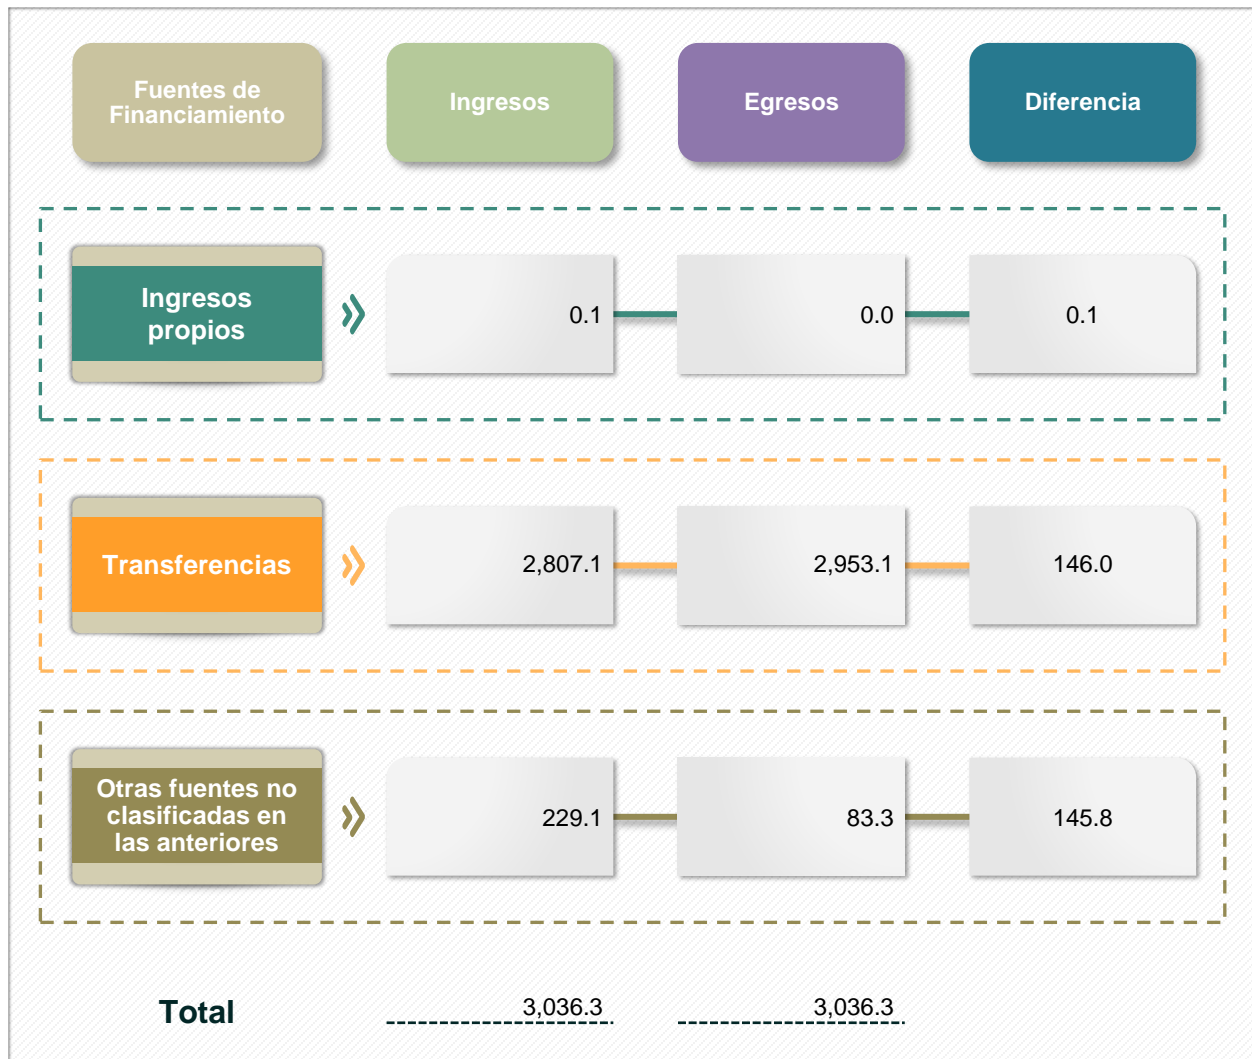 Fuentes de
Financiamiento
Ingresos
Egresos
Diferencia
Ingresos
propios
0.1
0.0
0.1
Transferencias
2,807.1
2,953.1
146.0
Otras fuentes no
clasificadas en
las anteriores
229.1
83.3
145.8
Total
3,036.3
3,036.3